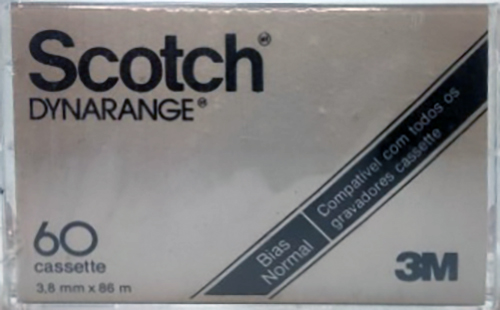 Scotch®
DYNARANGE®
60
cassette
3,8 mm x 86 m
Bias
Normal
Compatível com todos os
gravadores cassette
3M